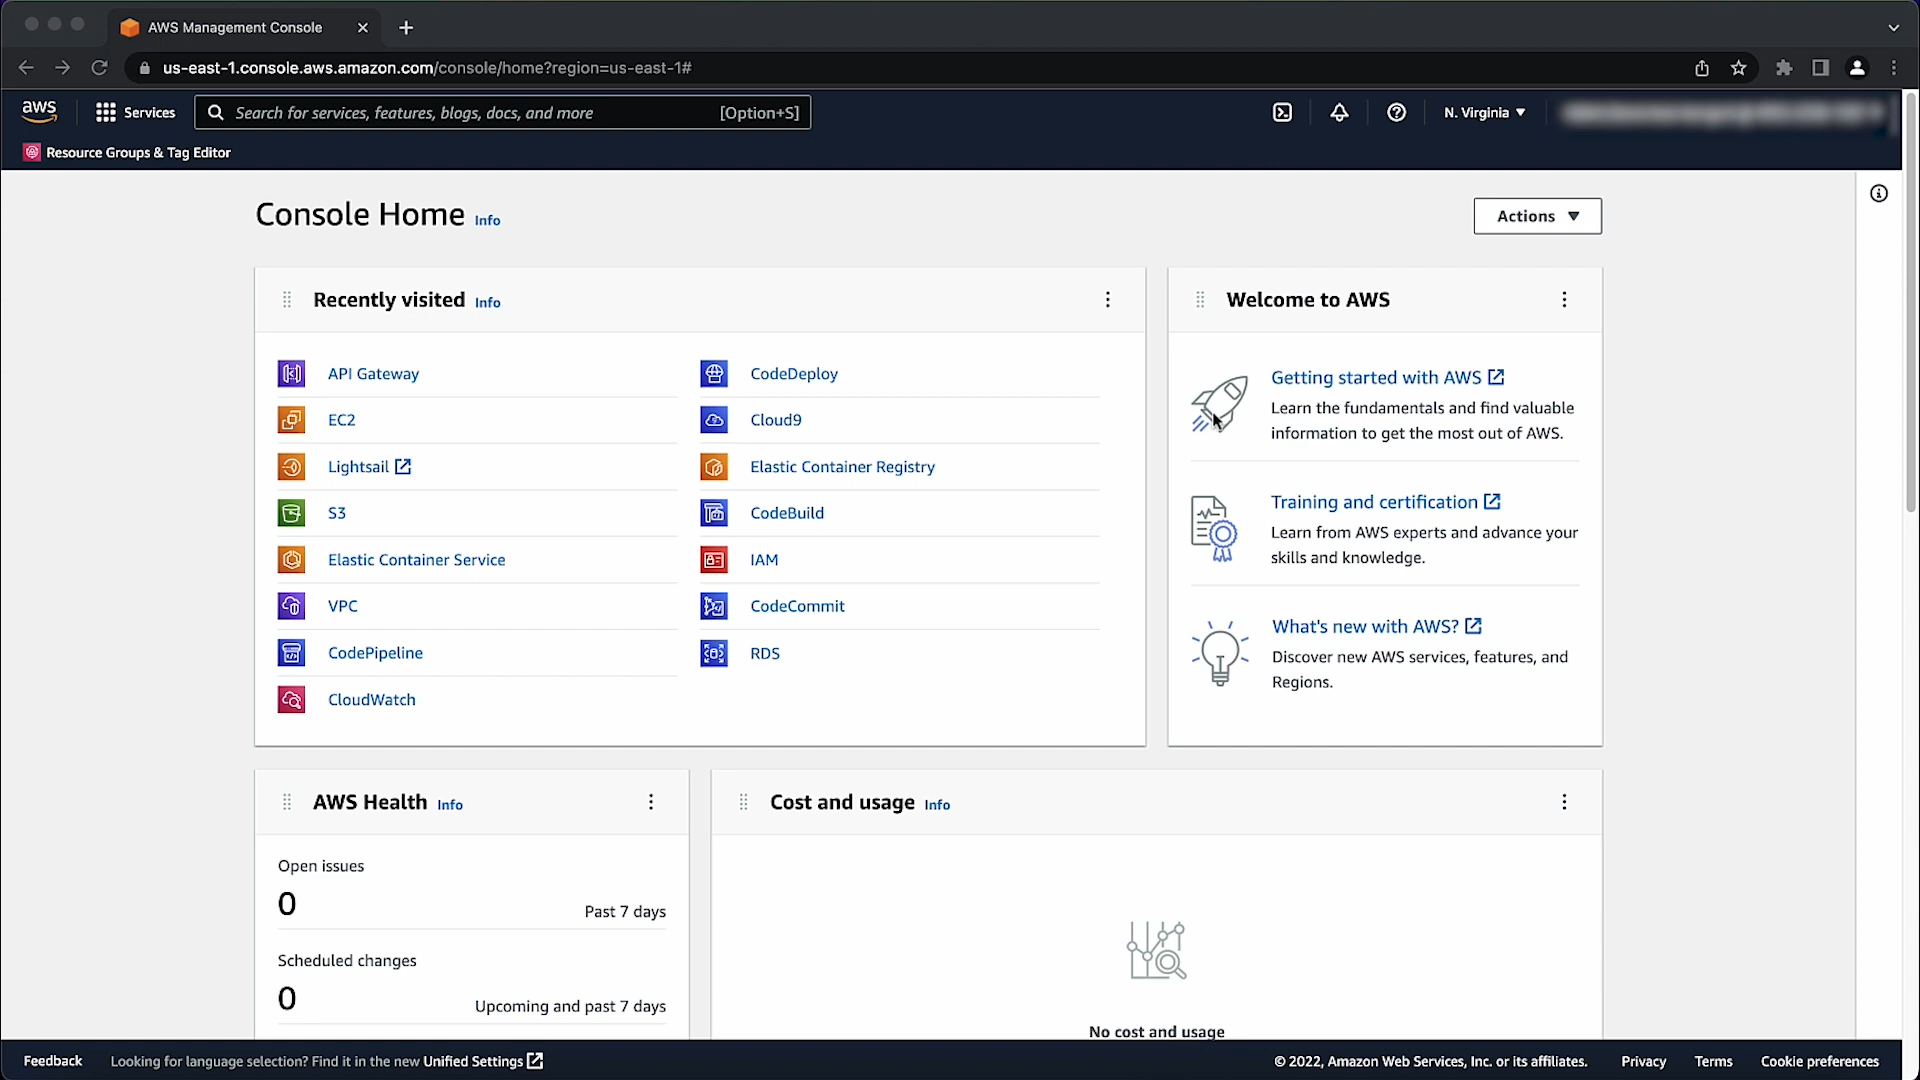 AWS Management Console
us-east-1.console.aws.amazon.com/console/home?region=us-east-1#
aws
Services
Search for services, features, blogs, docs, and more
[Option+S]
N. Virginia
Resource Groups & Tag Editor
Console Home Info
Actions
Recently visited Info
API Gateway
EC2
Lightsail
S3
Elastic Container Service
VPC
CodePipeline
CloudWatch
CodeDeploy
Cloud9
Elastic Container Registry
CodeBuild
IAM
CodeCommit
RDS
Welcome to AWS
Getting started with AWS
Learn the fundamentals and find valuable
information to get the most out of AWS.
Training and certification
Learn from AWS experts and advance your
skills and knowledge.
What's new with AWS?
Discover new AWS services, features, and
Regions.
AWS Health Info
Open issues
0
Past 7 days
Scheduled changes
0
Upcoming and past 7 days
Cost and usage Info
No cost and usage
Feedback
Looking for language selection? Find it in the new Unified Settings
© 2022, Amazon Web Services, Inc. or its affiliates.
Privacy
Terms
Cookie preferences